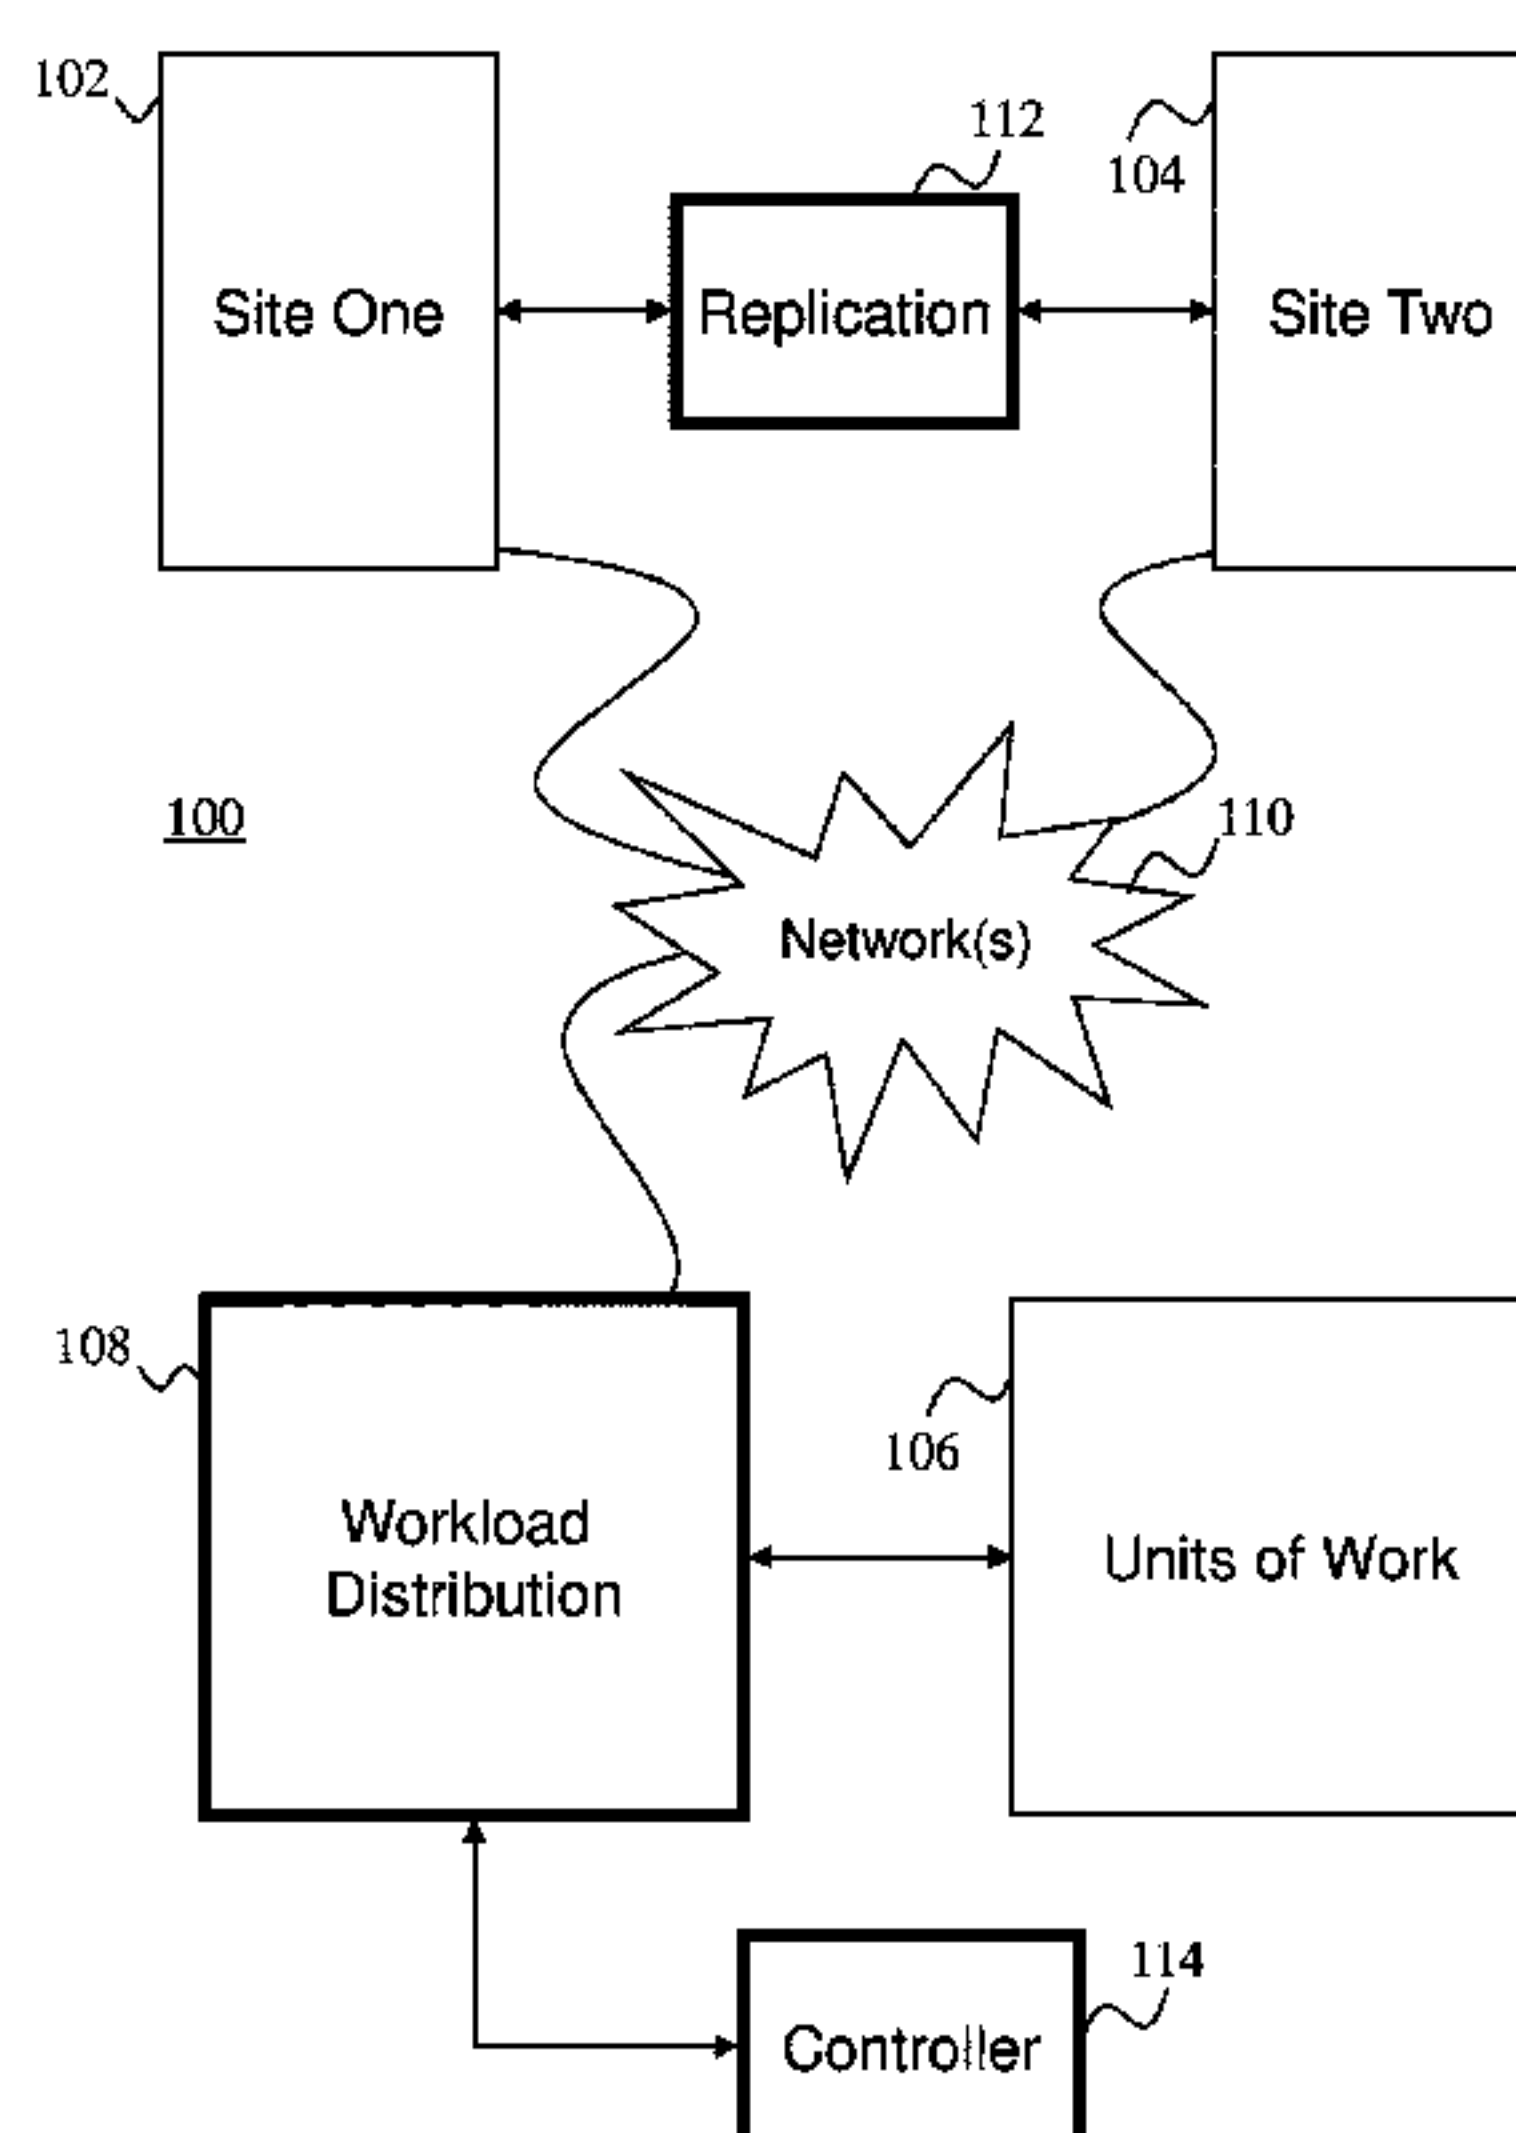 102
112
104
Site One
Replication
Site Two
100
110
Network(s)
108
106
Workload
Distribution
Units of Work
114
Controller